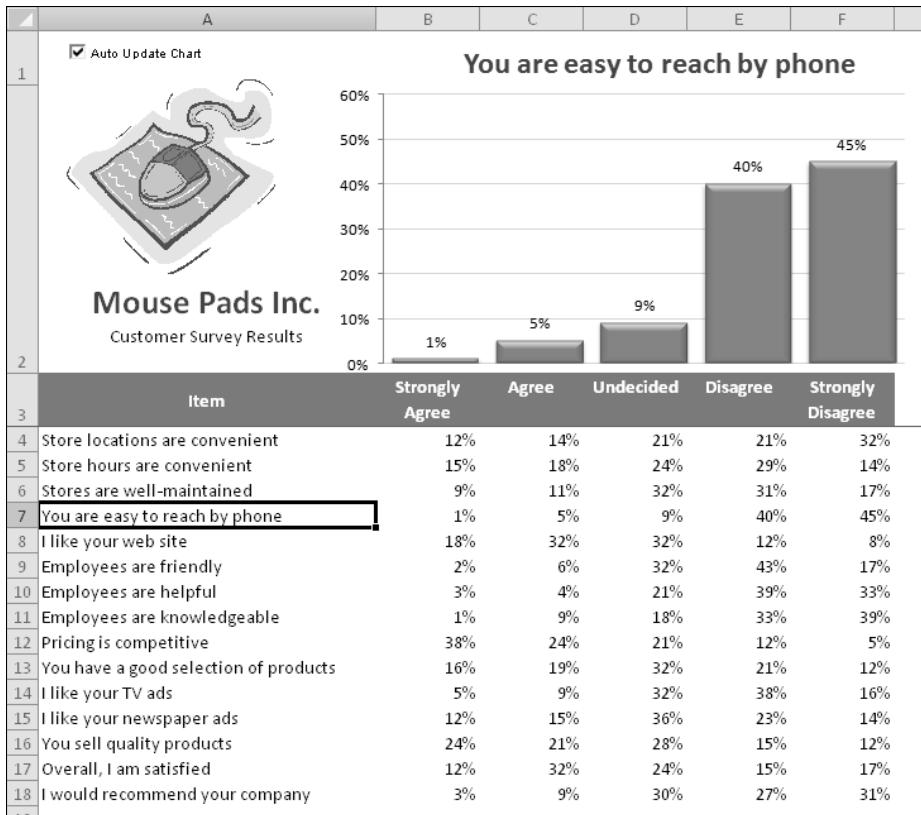 A B C D E F
1
Auto Update Chart
You are easy to reach by phone
60%
50%
40%
30%
20%
10%
0%
1%
5%
9%
40%
45%
Mouse Pads Inc.
Customer Survey Results
2
3 Item Strongly Agree Agree Undecided Disagree Strongly Disagree
4 Store locations are convenient 12% 14% 21% 21% 32%
5 Store hours are convenient 15% 18% 24% 29% 14%
6 Stores are well-maintained 9% 11% 32% 31% 17%
7 You are easy to reach by phone 1% 5% 9% 40% 45%
8 I like your web site 18% 32% 32% 12% 8%
9 Employees are friendly 2% 6% 32% 43% 17%
10 Employees are helpful 3% 4% 21% 39% 33%
11 Employees are knowledgeable 1% 9% 18% 33% 39%
12 Pricing is competitive 38% 24% 21% 12% 5%
13 You have a good selection of products 16% 19% 32% 21% 12%
14 I like your TV ads 5% 9% 32% 38% 16%
15 I like your newspaper ads 12% 15% 36% 23% 14%
16 You sell quality products 24% 21% 28% 15% 12%
17 Overall, I am satisfied 12% 32% 24% 15% 17%
18 I would recommend your company 3% 9% 30% 27% 31%